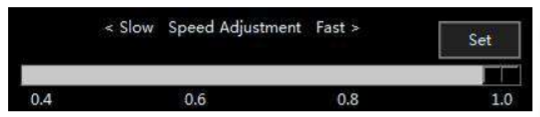 < Slow Speed Adjustment Fast >
Set
0.4 0.6 0.8 1.0